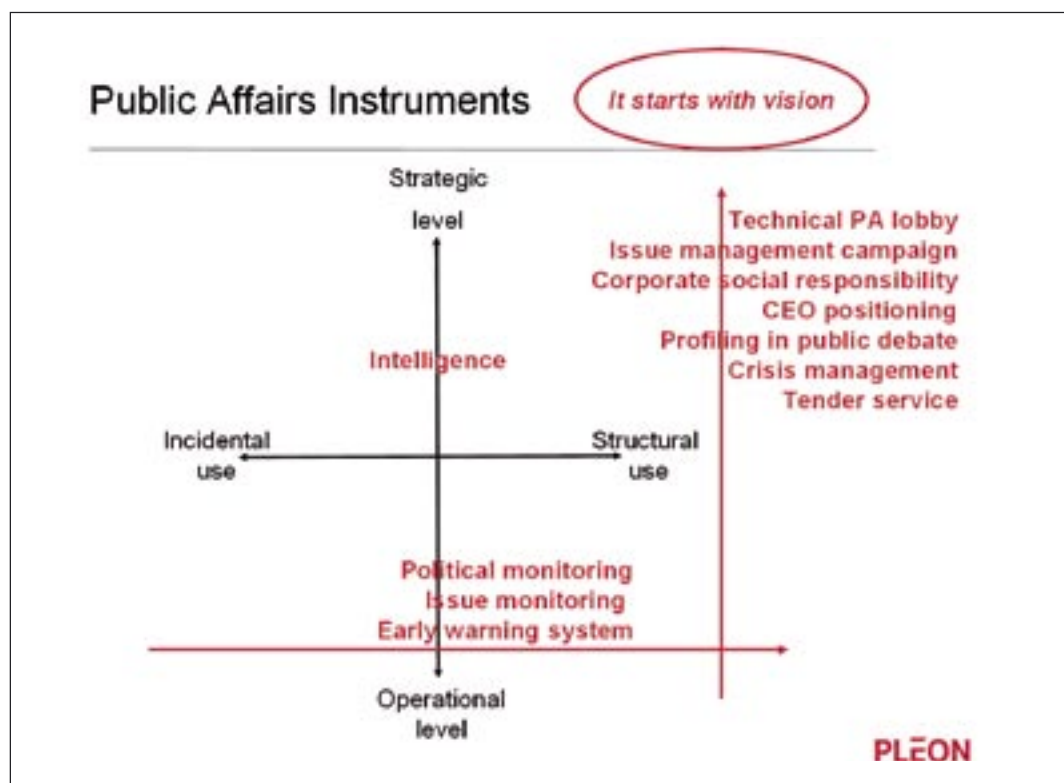 Public Affairs Instruments
It starts with vision
Strategic
level
Technical PA lobby
Issue management campaign
Corporate social responsibility
CEO positioning
Profiling in public debate
Crisis management
Tender service
Intelligence
Incidental
use
Structural
use
Political monitoring
Issue monitoring
Early warning system
Operational
level
PLEON